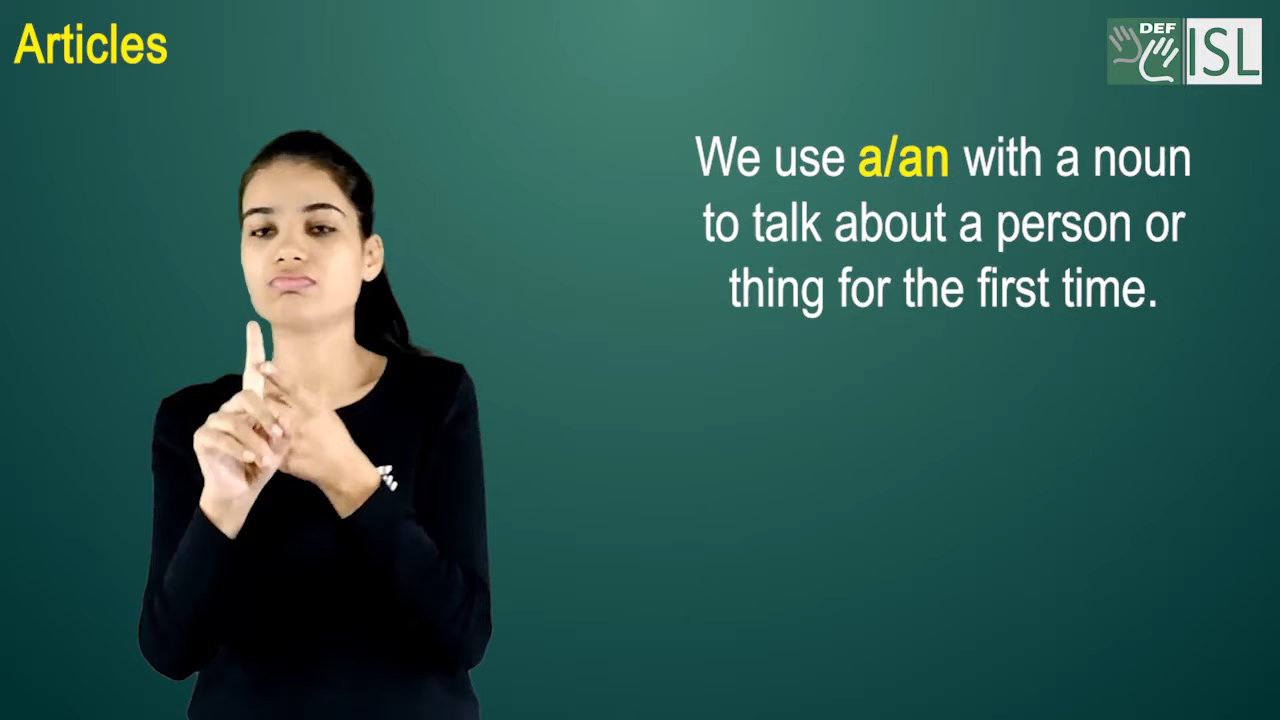 Articles
DEF
ISL
We use a/an with a noun
to talk about a person or
thing for the first time.